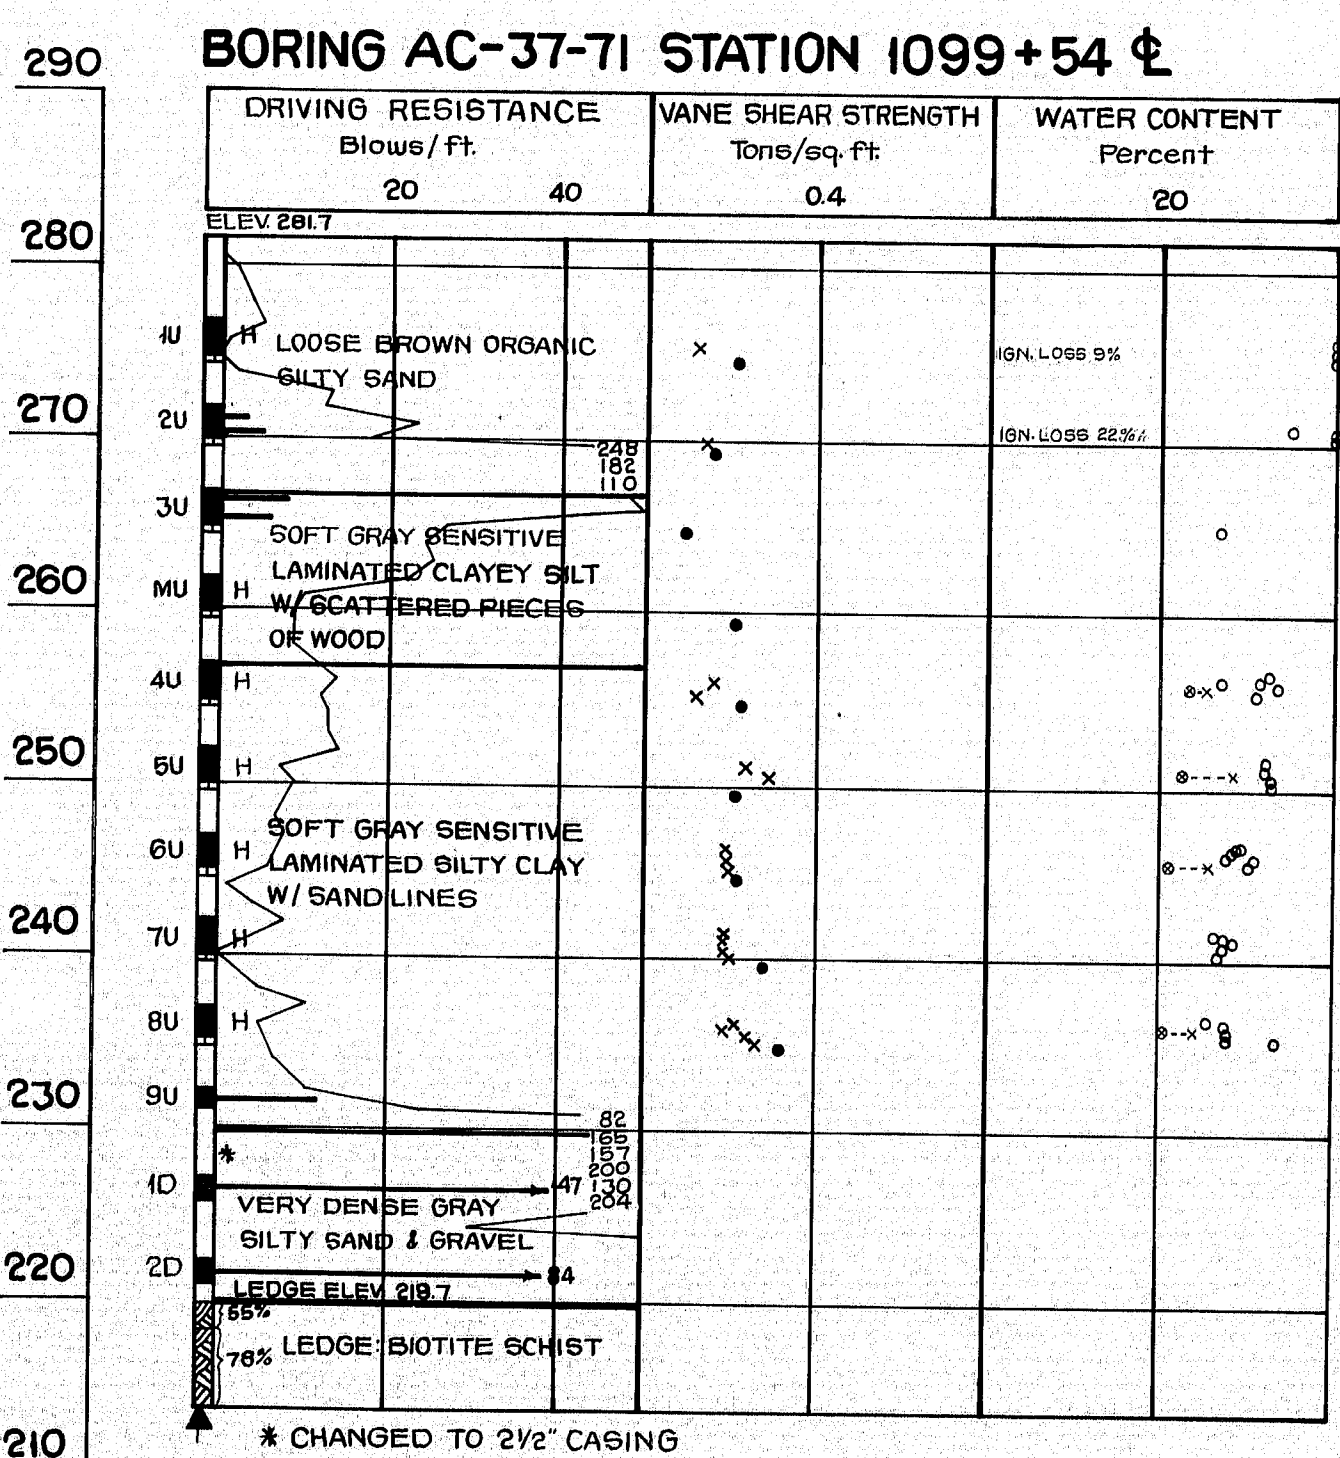 BORING AC-37-71 STATION 1099+54 ℄
290
DRIVING RESISTANCE
Blows/ft.
20 40
VANE SHEAR STRENGTH
Tons/sq. ft.
0.4
WATER CONTENT
Percent
20
ELEV. 281.7
280
1U H LOOSE BROWN ORGANIC
SILTY SAND
IGN. LOSS 9%
270
2U
IGN. LOSS 22%
248
182
110
3U
SOFT GRAY SENSITIVE
LAMINATED CLAYEY SILT
W/ SCATTERED PIECES
OF WOOD
260
MU H
4U H
250
5U H
SOFT GRAY SENSITIVE
LAMINATED SILTY CLAY
W/ SAND LINES
6U H
240
7U H
8U H
230
9U
82
165
157
200
130
204
*
1D 47
VERY DENSE GRAY
SILTY SAND & GRAVEL
220
2D 84
LEDGE ELEV. 219.7
55%
76% LEDGE: BIOTITE SCHIST
210
* CHANGED TO 2½" CASING